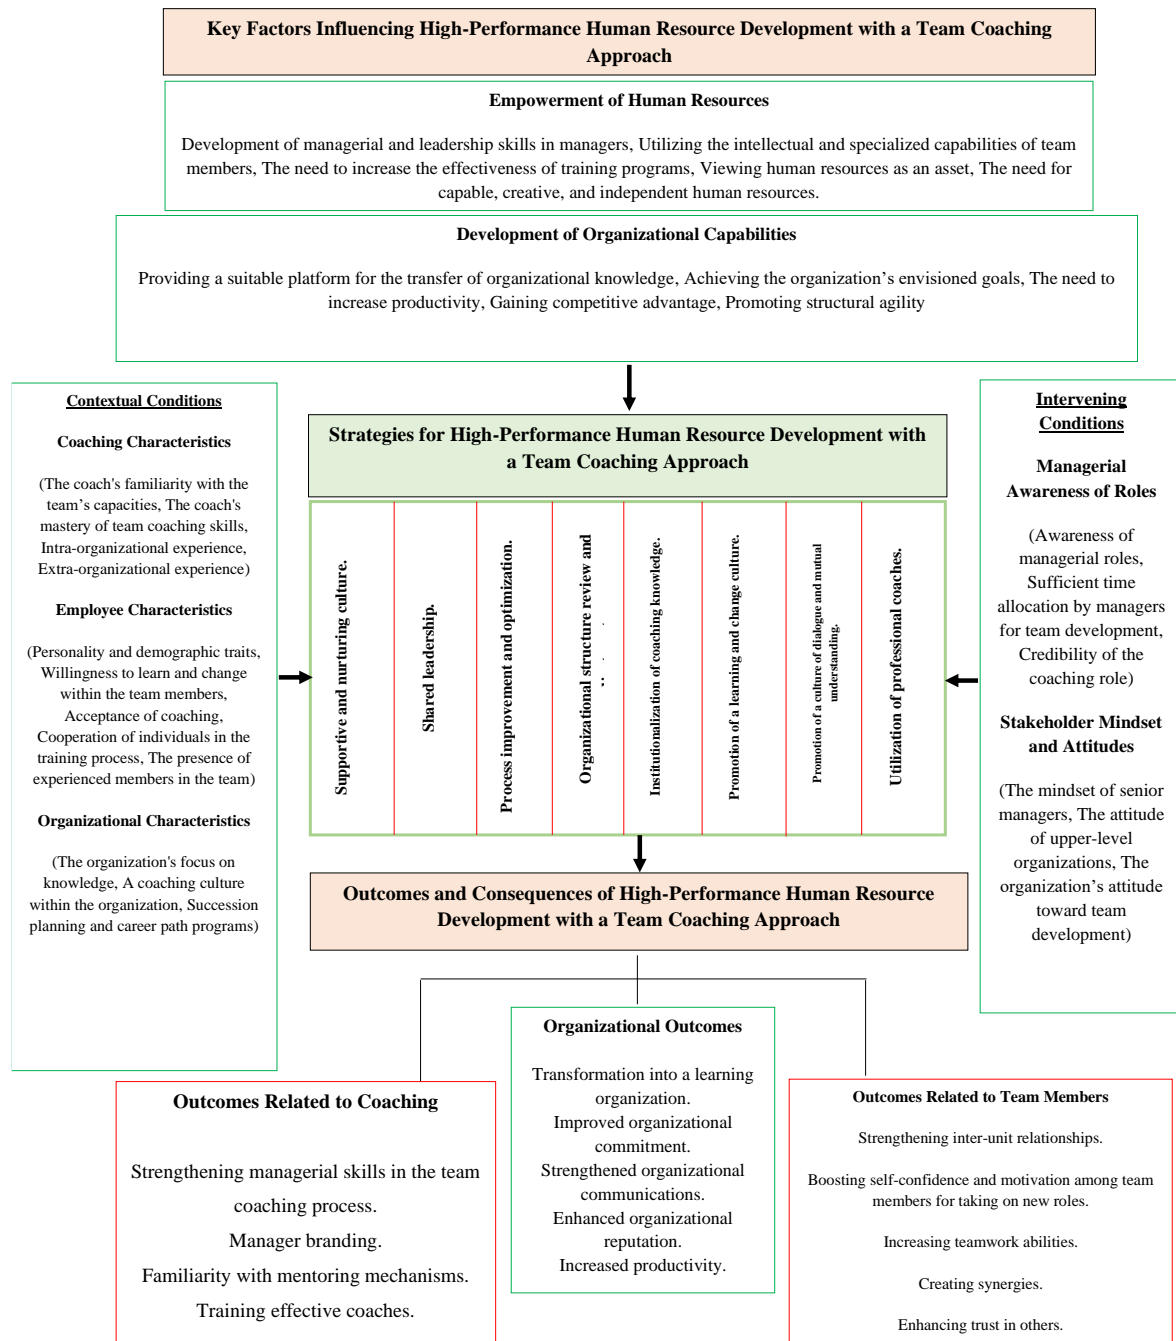 Key Factors Influencing High-Performance Human Resource Development with a Team Coaching
Approach
Empowerment of Human Resources
Development of managerial and leadership skills in managers, Utilizing the intellectual and specialized capabilities of team
members, The need to increase the effectiveness of training programs, Viewing human resources as an asset, The need for
capable, creative, and independent human resources.
Development of Organizational Capabilities
Providing a suitable platform for the transfer of organizational knowledge, Achieving the organization's envisioned goals, The need to
increase productivity, Gaining competitive advantage, Promoting structural agility
Contextual Conditions
Coaching Characteristics
(The coach's familiarity with the
team's capacities, The coach's
mastery of team coaching skills,
Intra-organizational experience,
Extra-organizational experience)
Employee Characteristics
(Personality and demographic traits,
Willingness to learn and change
within the team members,
Acceptance of coaching,
Cooperation of individuals in the
training process, The presence of
experienced members in the team)
Organizational Characteristics
(The organization's focus on
knowledge, A coaching culture
within the organization, Succession
planning and career path programs)
Strategies for High-Performance Human Resource Development with
a Team Coaching Approach
Supportive and nurturing culture.
Shared leadership.
Process improvement and optimization.
Organizational structure review and
Institutionalization of coaching knowledge.
Promotion of a learning and change culture.
Promotion of a culture of dialogue and mutual
understanding.
Utilization of professional coaches.
Intervening
Conditions
Managerial
Awareness of Roles
(Awareness of
managerial roles,
Sufficient time
allocation by managers
for team development,
Credibility of the
coaching role)
Stakeholder Mindset
and Attitudes
(The mindset of senior
managers, The attitude
of upper-level
organizations, The
organization's attitude
toward team
development)
Outcomes and Consequences of High-Performance Human Resource
Development with a Team Coaching Approach
Outcomes Related to Coaching
Strengthening managerial skills in the team
coaching process.
Manager branding.
Familiarity with mentoring mechanisms.
Training effective coaches.
Organizational Outcomes
Transformation into a learning
organization.
Improved organizational
commitment.
Strengthened organizational
communications.
Enhanced organizational
reputation.
Increased productivity.
Outcomes Related to Team Members
Strengthening inter-unit relationships.
Boosting self-confidence and motivation among team
members for taking on new roles.
Increasing teamwork abilities.
Creating synergies.
Enhancing trust in others.